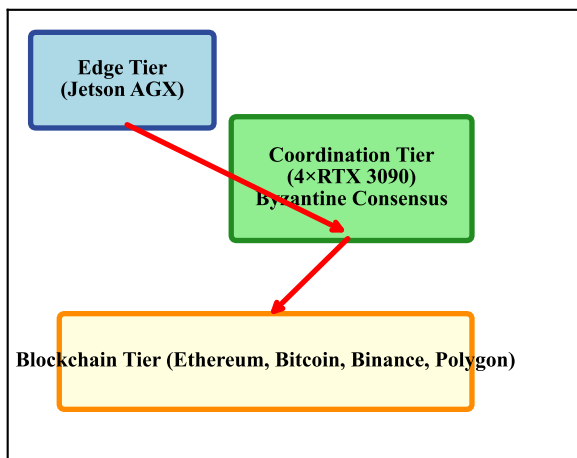 Edge Tier
(Jetson AGX)
Coordination Tier
(4×RTX 3090)
Byzantine Consensus
Blockchain Tier (Ethereum, Bitcoin, Binance, Polygon)